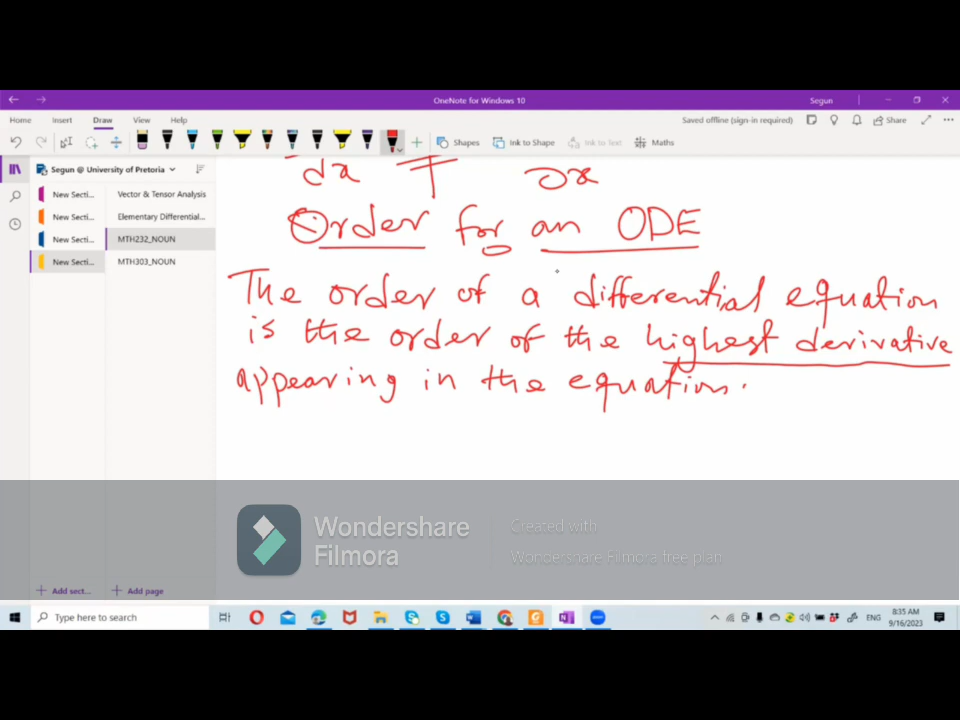 OneNote for Windows 10
Segun
Home Insert Draw View Help
Saved offline (sign-in required)
Share
Shapes
Ink to Shape
Ink to Text
Maths
Segun @ University of Pretoria
New Secti... Vector & Tensor Analysis
New Secti... Elementary Differential...
New Secti... MTH232_NOUN
New Secti... MTH303_NOUN
dx ∂x
Order for an ODE
The order of a differential equation
is the order of the highest derivative
appearing in the equation.
Wondershare
Filmora
Created with
Wondershare Filmora free plan
+ Add sect... + Add page
Type here to search
ENG
8:35 AM
9/16/2023